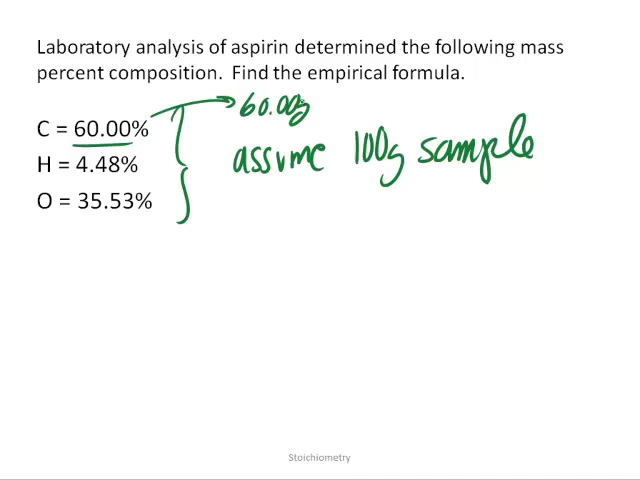 Laboratory analysis of aspirin determined the following mass
percent composition. Find the empirical formula.
60.00g
C = 60.00%
assume 100g sample
H = 4.48%
O = 35.53%
Stoichiometry